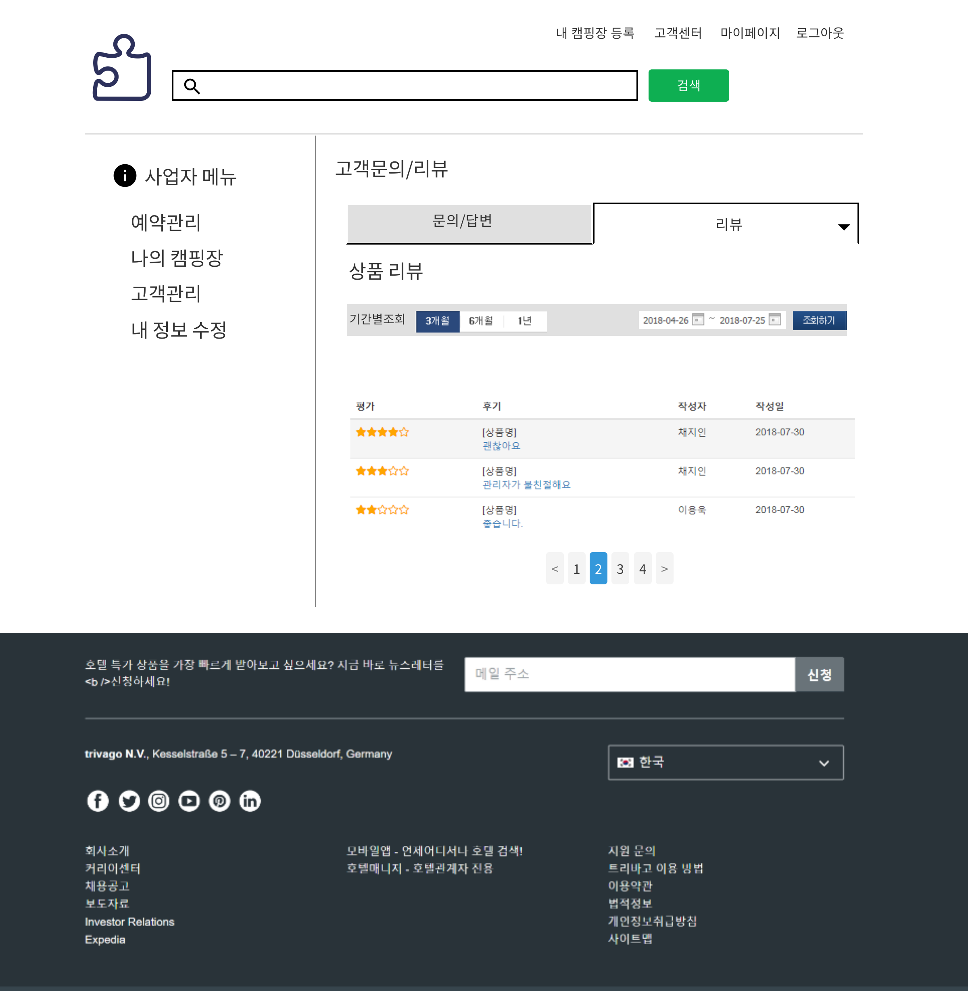 내 캠핑장 등록 고객센터 마이페이지 로그아웃
검색
사업자 메뉴
예약관리
나의 캠핑장
고객관리
내 정보 수정
고객문의/리뷰
문의/답변 리뷰
상품 리뷰
기간별조회 3개월 6개월 1년 2018-04-26 ~ 2018-07-25 조회하기
평가 후기 작성자 작성일
[상품명] 채지인 2018-07-30
괜찮아요
[상품명] 채지인 2018-07-30
관리자가 불친절해요
[상품명] 이용욱 2018-07-30
좋습니다.
< 1 2 3 4 >
호텔 특가 상품을 가장 빠르게 받아보고 싶으세요? 지금 바로 뉴스레터를
<b />신청하세요!
메일 주소 신청
trivago N.V., Kesselstraße 5 – 7, 40221 Düsseldorf, Germany
한국
회사소개
커리어센터
채용공고
보도자료
Investor Relations
Expedia
모바일앱 - 언제어디서나 호텔 검색!
호텔매니저 - 호텔관계자 전용
지원 문의
트리바고 이용 방법
이용약관
법적정보
개인정보취급방침
사이트맵